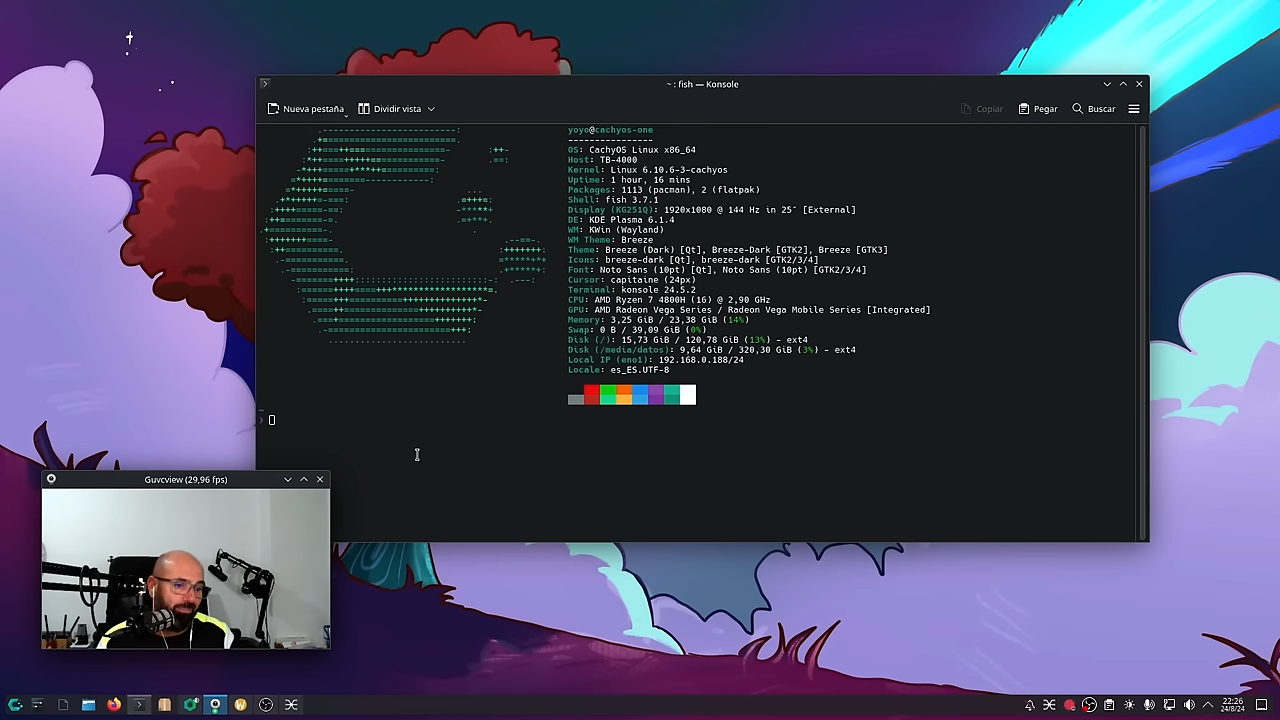 ~ : fish — Konsole
Nueva pestaña
Dividir vista
Copiar
Pegar
Buscar
yoyo@cachyos-one
----------------
OS: CachyOS Linux x86_64
Host: TB-4000
Kernel: Linux 6.10.6-3-cachyos
Uptime: 1 hour, 16 mins
Packages: 1113 (pacman), 2 (flatpak)
Shell: fish 3.7.1
Display (KG251Q): 1920x1080 @ 144 Hz in 25″ [External]
DE: KDE Plasma 6.1.4
WM: KWin (Wayland)
WM Theme: Breeze
Theme: Breeze (Dark) [Qt], Breeze-Dark [GTK2], Breeze [GTK3]
Icons: breeze-dark [Qt], breeze-dark [GTK2/3/4]
Font: Noto Sans (10pt) [Qt], Noto Sans (10pt) [GTK2/3/4]
Cursor: capitaine (24px)
Terminal: konsole 24.5.2
CPU: AMD Ryzen 7 4800H (16) @ 2,90 GHz
GPU: AMD Radeon Vega Series / Radeon Vega Mobile Series [Integrated]
Memory: 3,25 GiB / 23,38 GiB (14%)
Swap: 0 B / 39,09 GiB (0%)
Disk (/): 15,73 GiB / 120,78 GiB (13%) - ext4
Disk (/media/datos): 9,64 GiB / 320,30 GiB (3%) - ext4
Local IP (eno1): 192.168.0.188/24
Locale: es_ES.UTF-8
~
Guvcview (29,96 fps)
22:26
24/8/24